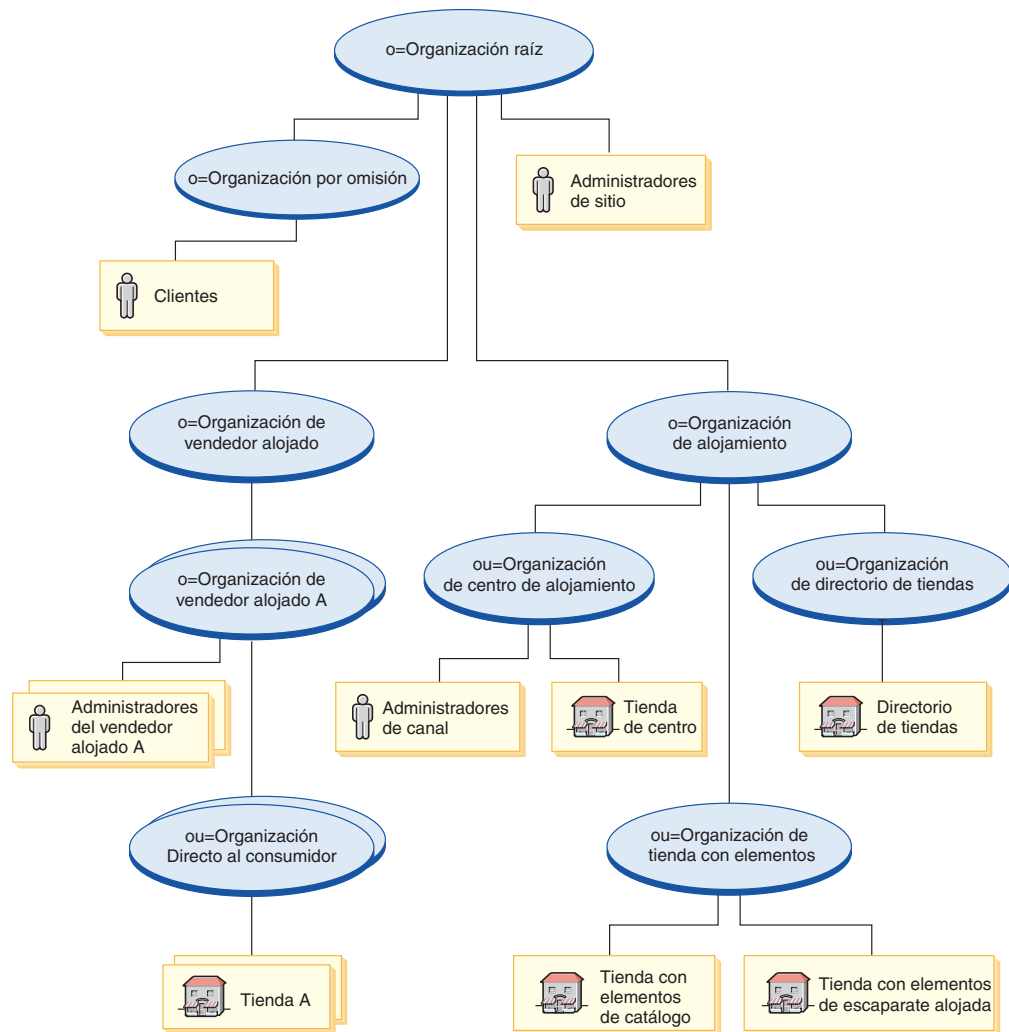 o=Organización raíz
o=Organización por omisión
Administradores
de sitio
Clientes
o=Organización de
vendedor alojado
o=Organización
de alojamiento
o=Organización de
vendedor alojado A
ou=Organización
de centro de alojamiento
ou=Organización
de directorio de tiendas
Administradores
del vendedor
alojado A
Administradores
de canal
Tienda
de centro
Directorio
de tiendas
ou=Organización
Directo al consumidor
ou=Organización de
tienda con elementos
Tienda A
Tienda con
elementos
de catálogo
Tienda con elementos
de escaparate alojada